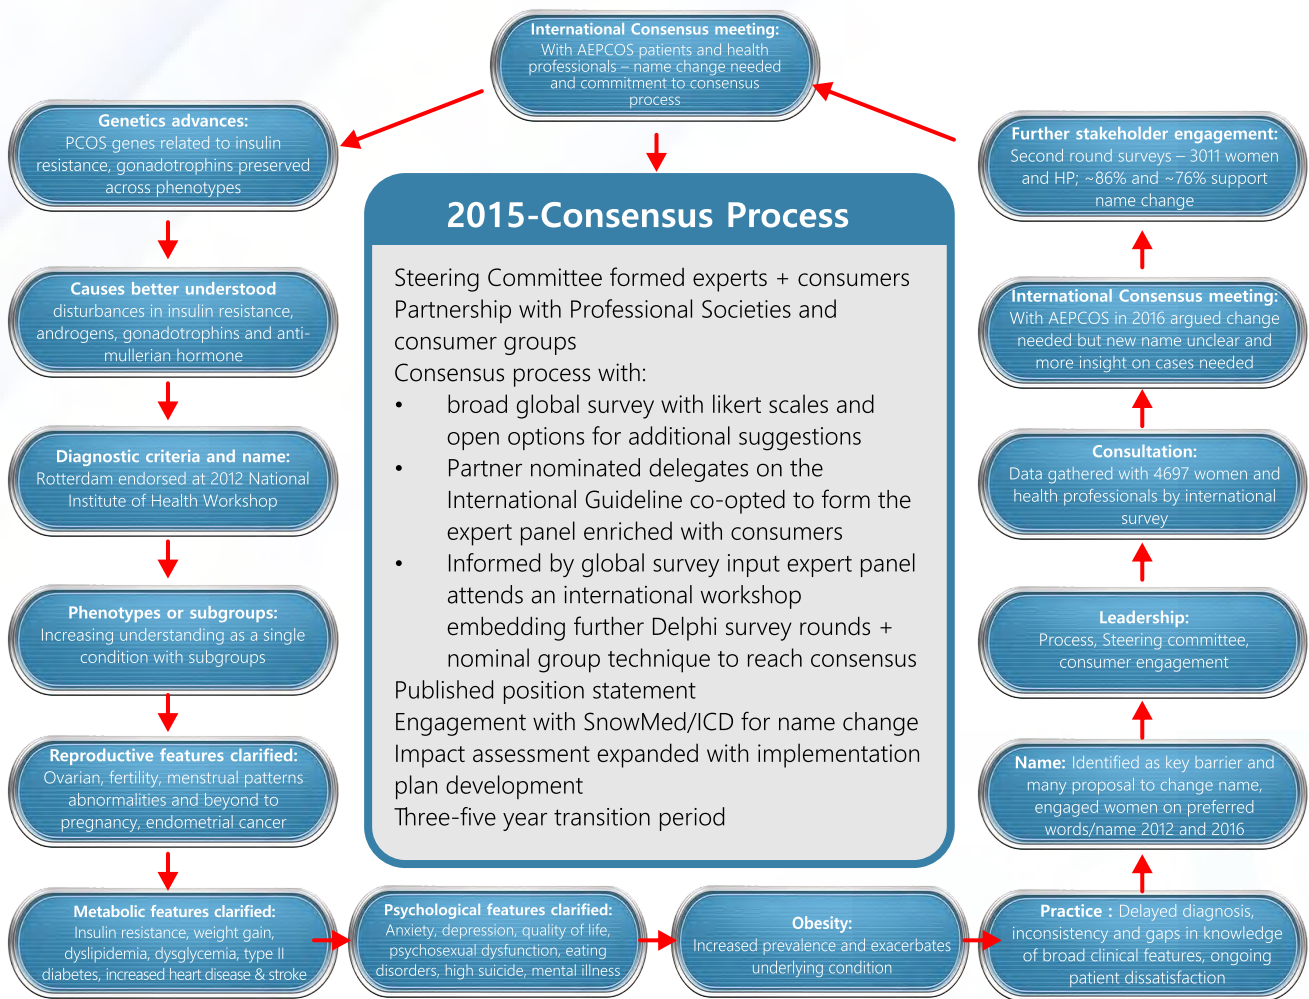 International Consensus meeting:
With AEPCOS patients and health
professionals – name change needed
and commitment to consensus
process
Genetics advances:
PCOS genes related to insulin
resistance, gonadotrophins preserved
across phenotypes
Causes better understood
disturbances in insulin resistance,
androgens, gonadotrophins and anti-
mullerian hormone
Diagnostic criteria and name:
Rotterdam endorsed at 2012 National
Institute of Health Workshop
Phenotypes or subgroups:
Increasing understanding as a single
condition with subgroups
Reproductive features clarified:
Ovarian, fertility, menstrual patterns
abnormalities and beyond to
pregnancy, endometrial cancer
Metabolic features clarified:
Insulin resistance, weight gain,
dyslipidemia, dysglycemia, type II
diabetes, increased heart disease & stroke
Psychological features clarified:
Anxiety, depression, quality of life,
psychosexual dysfunction, eating
disorders, high suicide, mental illness
Obesity:
Increased prevalence and exacerbates
underlying condition
Practice : Delayed diagnosis,
inconsistency and gaps in knowledge
of broad clinical features, ongoing
patient dissatisfaction
Name: Identified as key barrier and
many proposal to change name,
engaged women on preferred
words/name 2012 and 2016
Leadership:
Process, Steering committee,
consumer engagement
Consultation:
Data gathered with 4697 women and
health professionals by international
survey
International Consensus meeting:
With AEPCOS in 2016 argued change
needed but new name unclear and
more insight on cases needed
Further stakeholder engagement:
Second round surveys – 3011 women
and HP; ~86% and ~76% support
name change
2015-Consensus Process
Steering Committee formed experts + consumers
Partnership with Professional Societies and
consumer groups
Consensus process with:
• broad global survey with likert scales and
open options for additional suggestions
• Partner nominated delegates on the
International Guideline co-opted to form the
expert panel enriched with consumers
• Informed by global survey input expert panel
attends an international workshop
embedding further Delphi survey rounds +
nominal group technique to reach consensus
Published position statement
Engagement with SnowMed/ICD for name change
Impact assessment expanded with implementation
plan development
Three-five year transition period